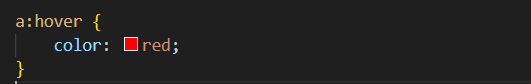 a:hover {
    color: red;
}